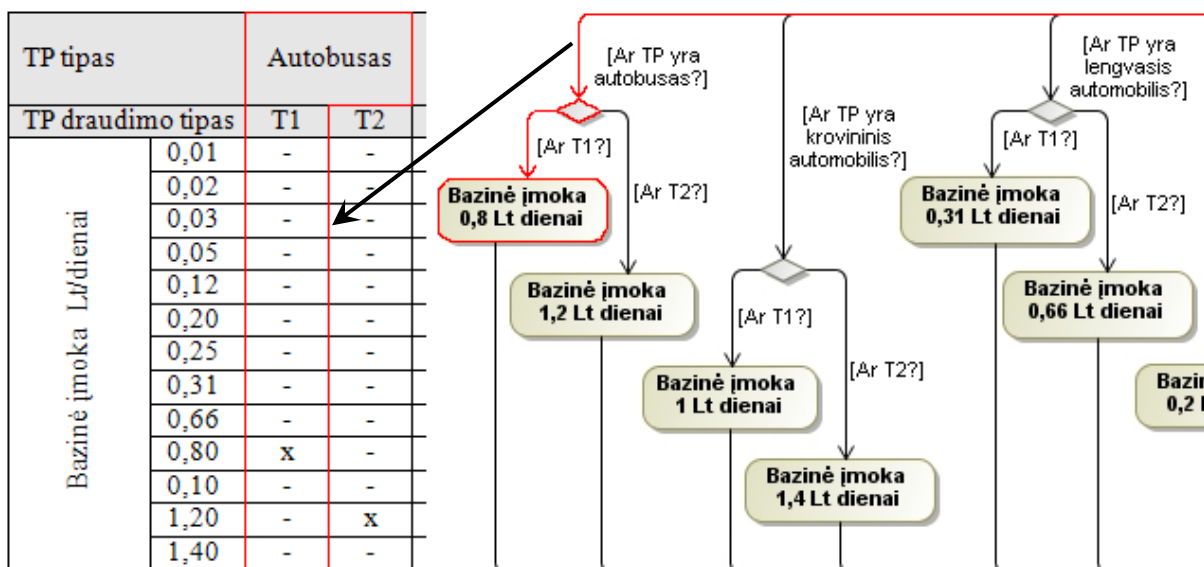 TP tipas Autobusas
TP draudimo tipas T1 T2
Bazinė įmoka Lt/dienai
0,01 - -
0,02 - -
0,03 - -
0,05 - -
0,12 - -
0,20 - -
0,25 - -
0,31 - -
0,66 - -
0,80 x -
0,10 - -
1,20 - x
1,40 - -
[Ar TP yra
autobusas?]
[Ar T1?]
[Ar T2?]
Bazinė įmoka
0,8 Lt dienai
Bazinė įmoka
1,2 Lt dienai
[Ar TP yra
krovininis
automobilis?]
[Ar T1?]
[Ar T2?]
Bazinė įmoka
1 Lt dienai
Bazinė įmoka
1,4 Lt dienai
[Ar TP yra
lengvasis
automobilis?]
[Ar T1?]
[Ar T2?]
Bazinė įmoka
0,31 Lt dienai
Bazinė įmoka
0,66 Lt dienai
0,2